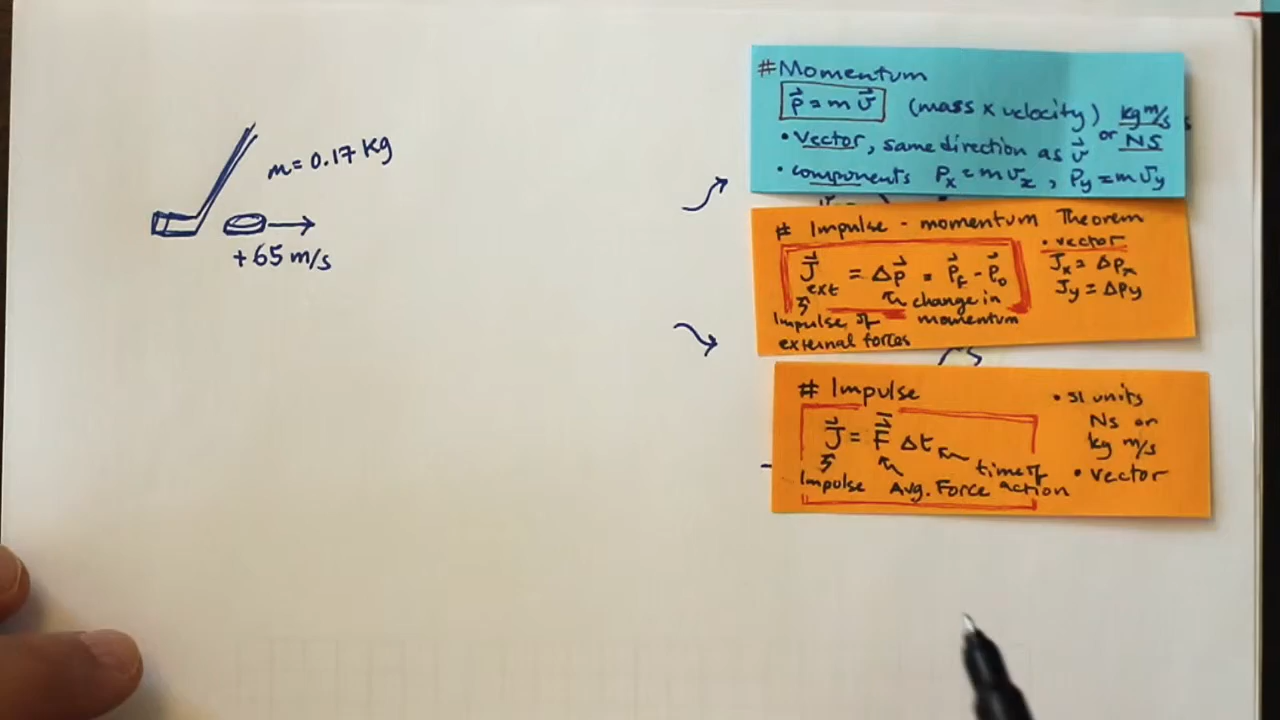 m = 0.17 kg
+65 m/s
# Momentum
p⃗ = m v⃗ (mass x velocity) kg m/s
or NS
• Vector, same direction as v⃗
• components Px = m vx , Py = m vy
# Impulse - momentum Theorem
• vector
J⃗ext = Δp⃗ = p⃗f - p⃗o
Jx = Δpx
Jy = Δpy
change in
momentum
Impulse of
external forces
# Impulse
J⃗ = F⃗ Δt
time of
action
Impulse Avg. Force
• SI units
Ns or
kg m/s
• vector